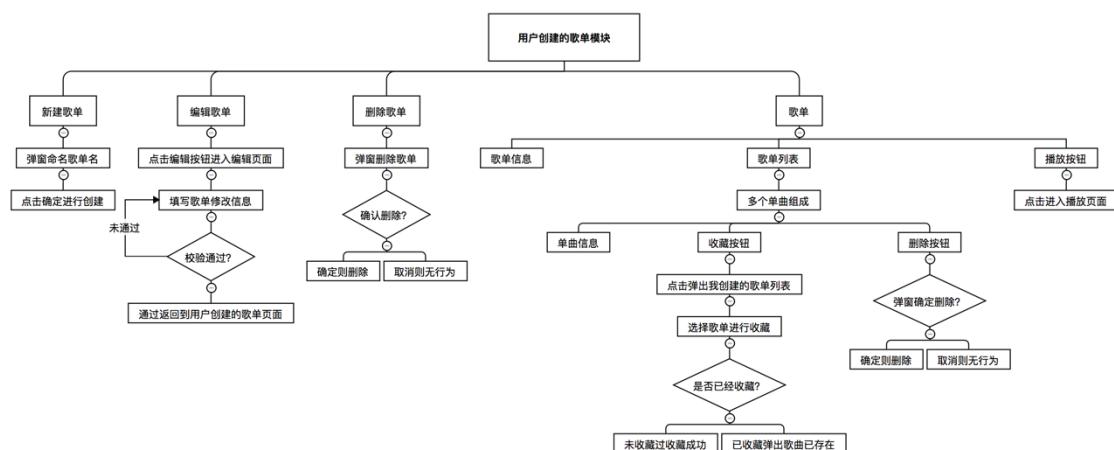 用户创建的歌单模块
新建歌单
编辑歌单
删除歌单
歌单
弹窗命名歌单名
点击编辑按钮进入编辑页面
弹窗删除歌单
歌单信息
歌单列表
播放按钮
点击确定进行创建
填写歌单修改信息
确认删除?
多个单曲组成
点击进入播放页面
未通过
校验通过?
单曲信息
收藏按钮
删除按钮
确定则删除
取消则无行为
点击弹出我创建的歌单列表
弹窗确定删除?
通过返回到用户创建的歌单页面
选择歌单进行收藏
确定则删除
取消则无行为
是否已经收藏?
未收藏过收藏成功
已收藏弹出歌曲已存在